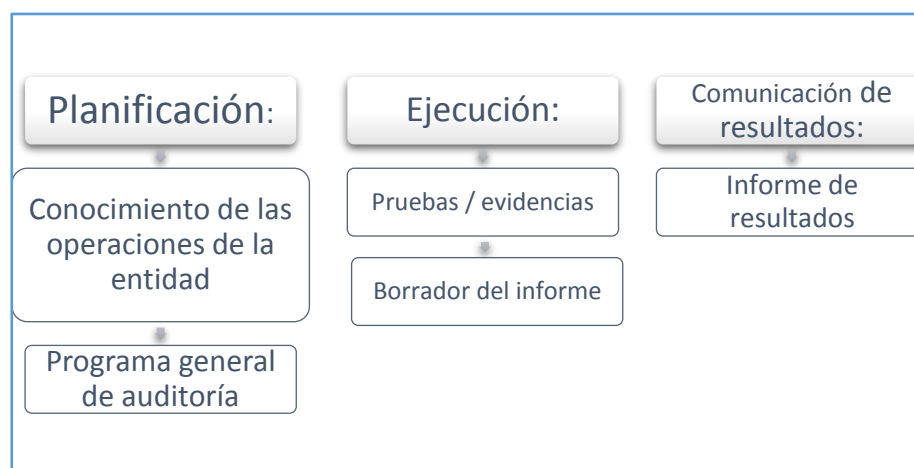 Planificación:
Conocimiento de las
operaciones de la
entidad
Programa general
de auditoría
Ejecución:
Pruebas / evidencias
Borrador del informe
Comunicación de
resultados:
Informe de
resultados